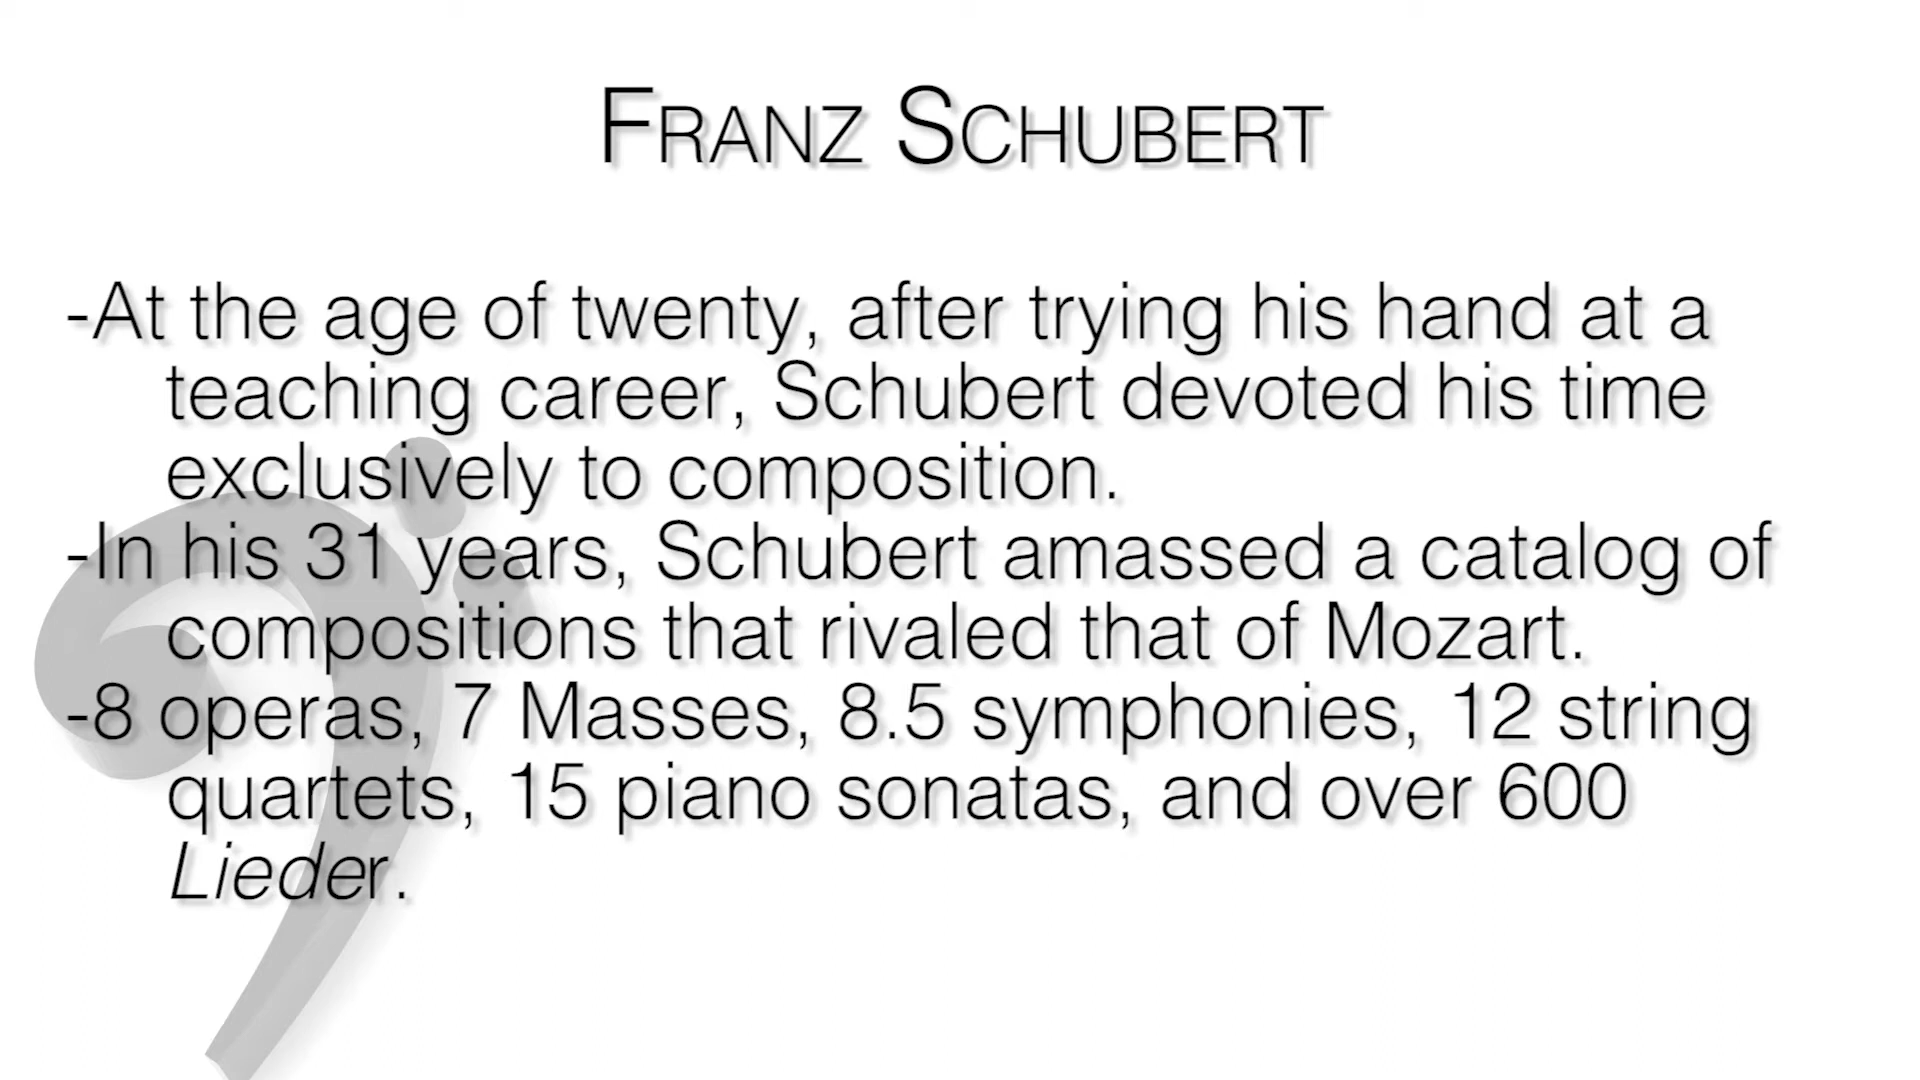 FRANZ SCHUBERT
-At the age of twenty, after trying his hand at a
teaching career, Schubert devoted his time
exclusively to composition.
-In his 31 years, Schubert amassed a catalog of
compositions that rivaled that of Mozart.
-8 operas, 7 Masses, 8.5 symphonies, 12 string
quartets, 15 piano sonatas, and over 600
Lieder.